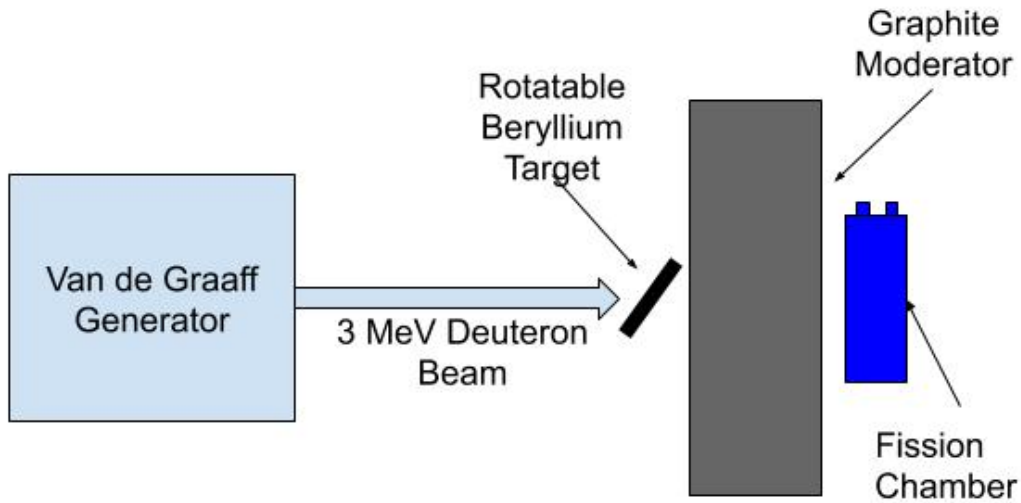 Graphite
Moderator
Rotatable
Beryllium
Target
Van de Graaff
Generator
3 MeV Deuteron
Beam
Fission
Chamber